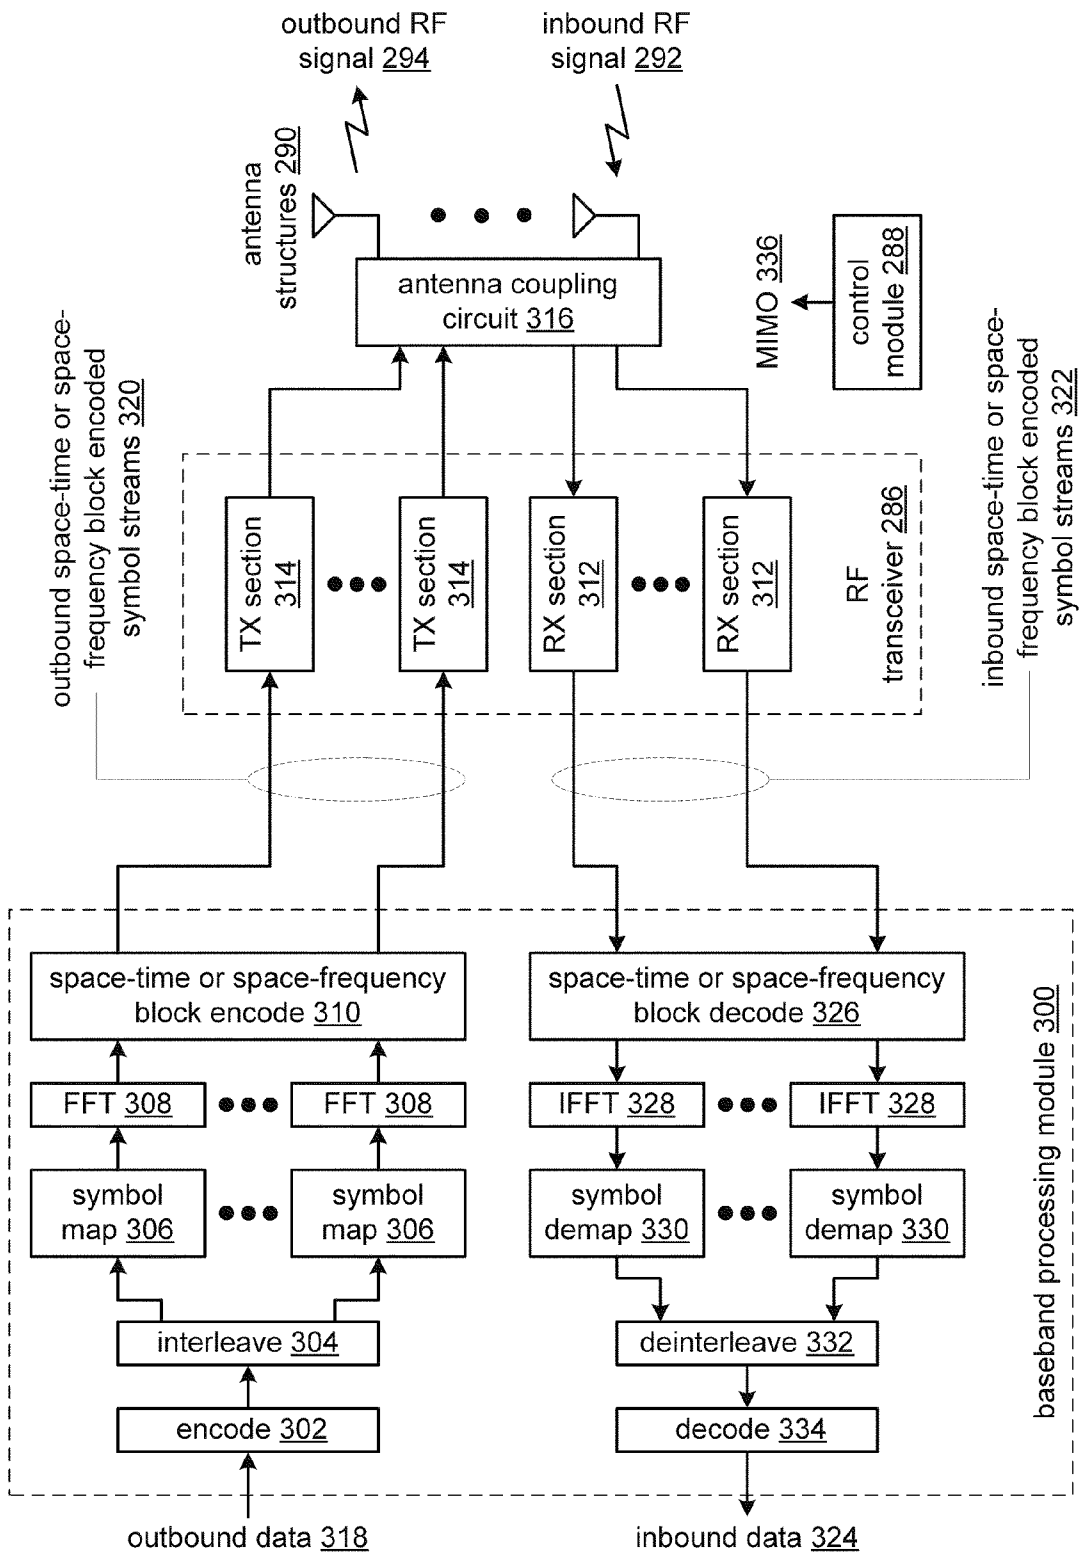 outbound RF
signal 294
inbound RF
signal 292
antenna
structures 290
antenna coupling
circuit 316
MIMO 336
control
module 288
outbound space-time or space-
frequency block encoded
symbol streams 320
inbound space-time or space-
frequency block encoded
symbol streams 322
TX section
314
TX section
314
RX section
312
RX section
312
RF
transceiver 286
space-time or space-frequency
block encode 310
space-time or space-frequency
block decode 326
FFT 308
FFT 308
IFFT 328
IFFT 328
symbol
map 306
symbol
map 306
symbol
demap 330
symbol
demap 330
interleave 304
deinterleave 332
encode 302
decode 334
baseband processing module 300
outbound data 318
inbound data 324